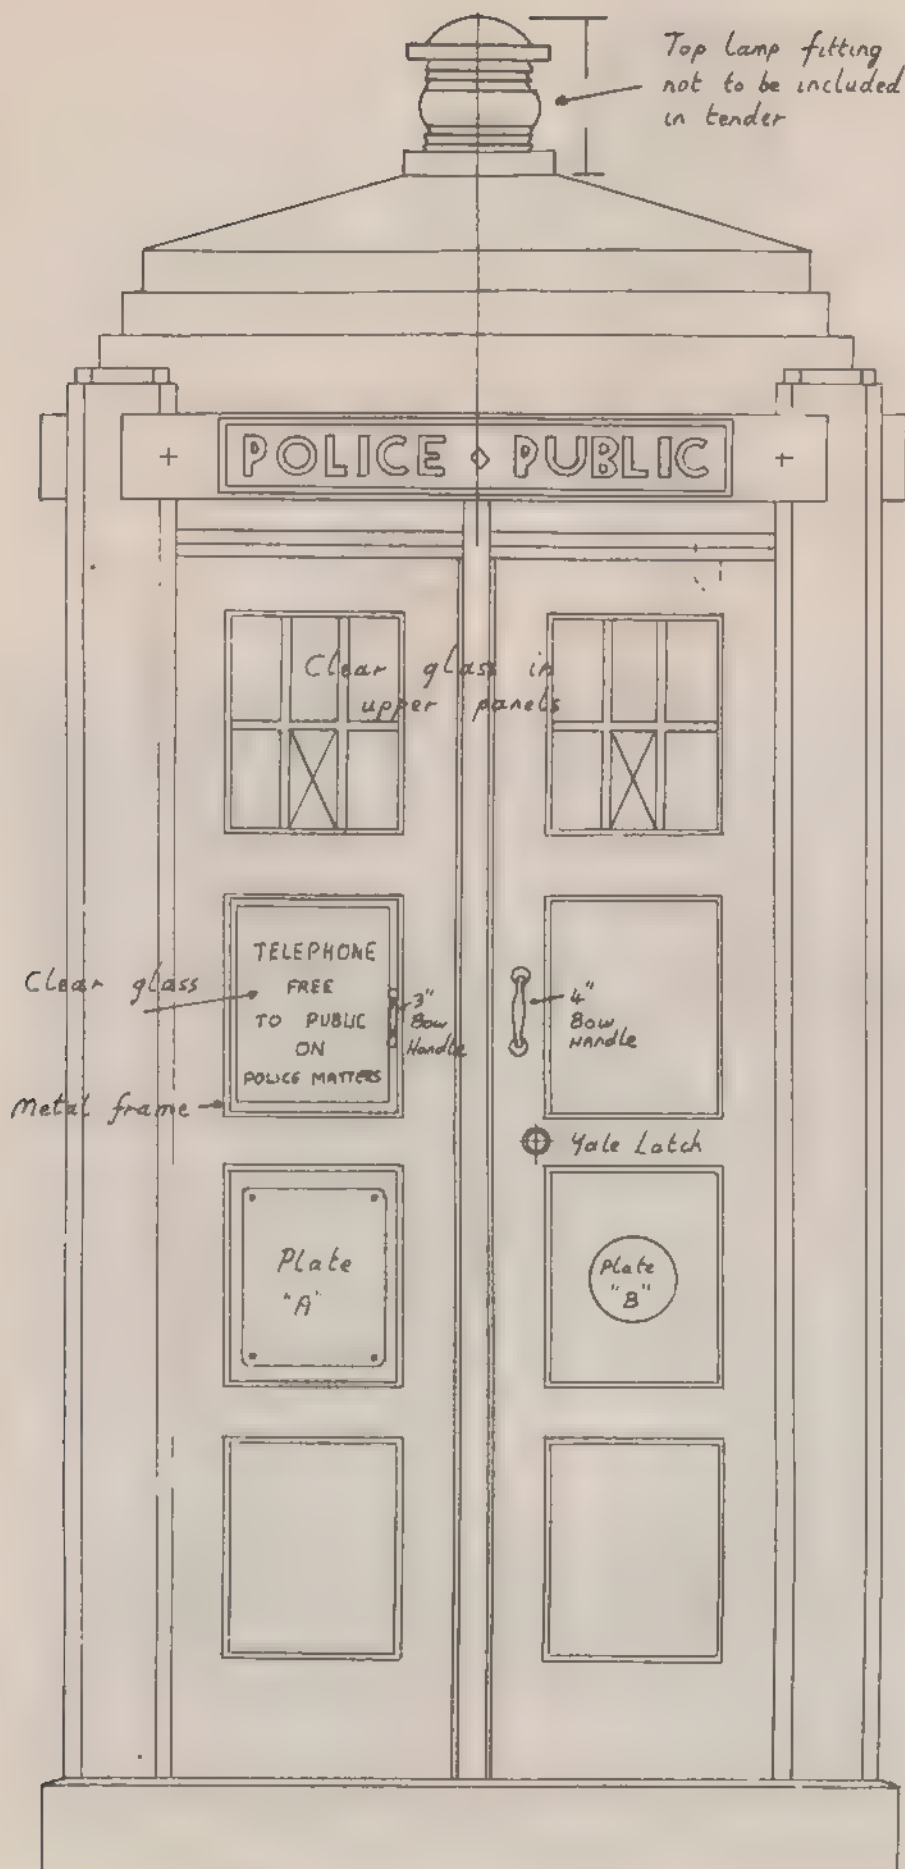 Top lamp fitting
not to be included
in tender
POLICE ◇ PUBLIC
Clear glass in
upper panels
Clear glass
TELEPHONE
FREE
TO PUBLIC
ON
POLICE MATTERS
3"
Bow
Handle
4"
Bow
HANDLE
Metal frame
Yale Latch
Plate
"A"
Plate
"B"